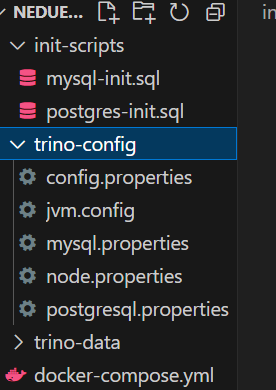 NEDUE...
in
init-scripts
mysql-init.sql
postgres-init.sql
trino-config
config.properties
jvm.config
mysql.properties
node.properties
postgresql.properties
trino-data
docker-compose.yml